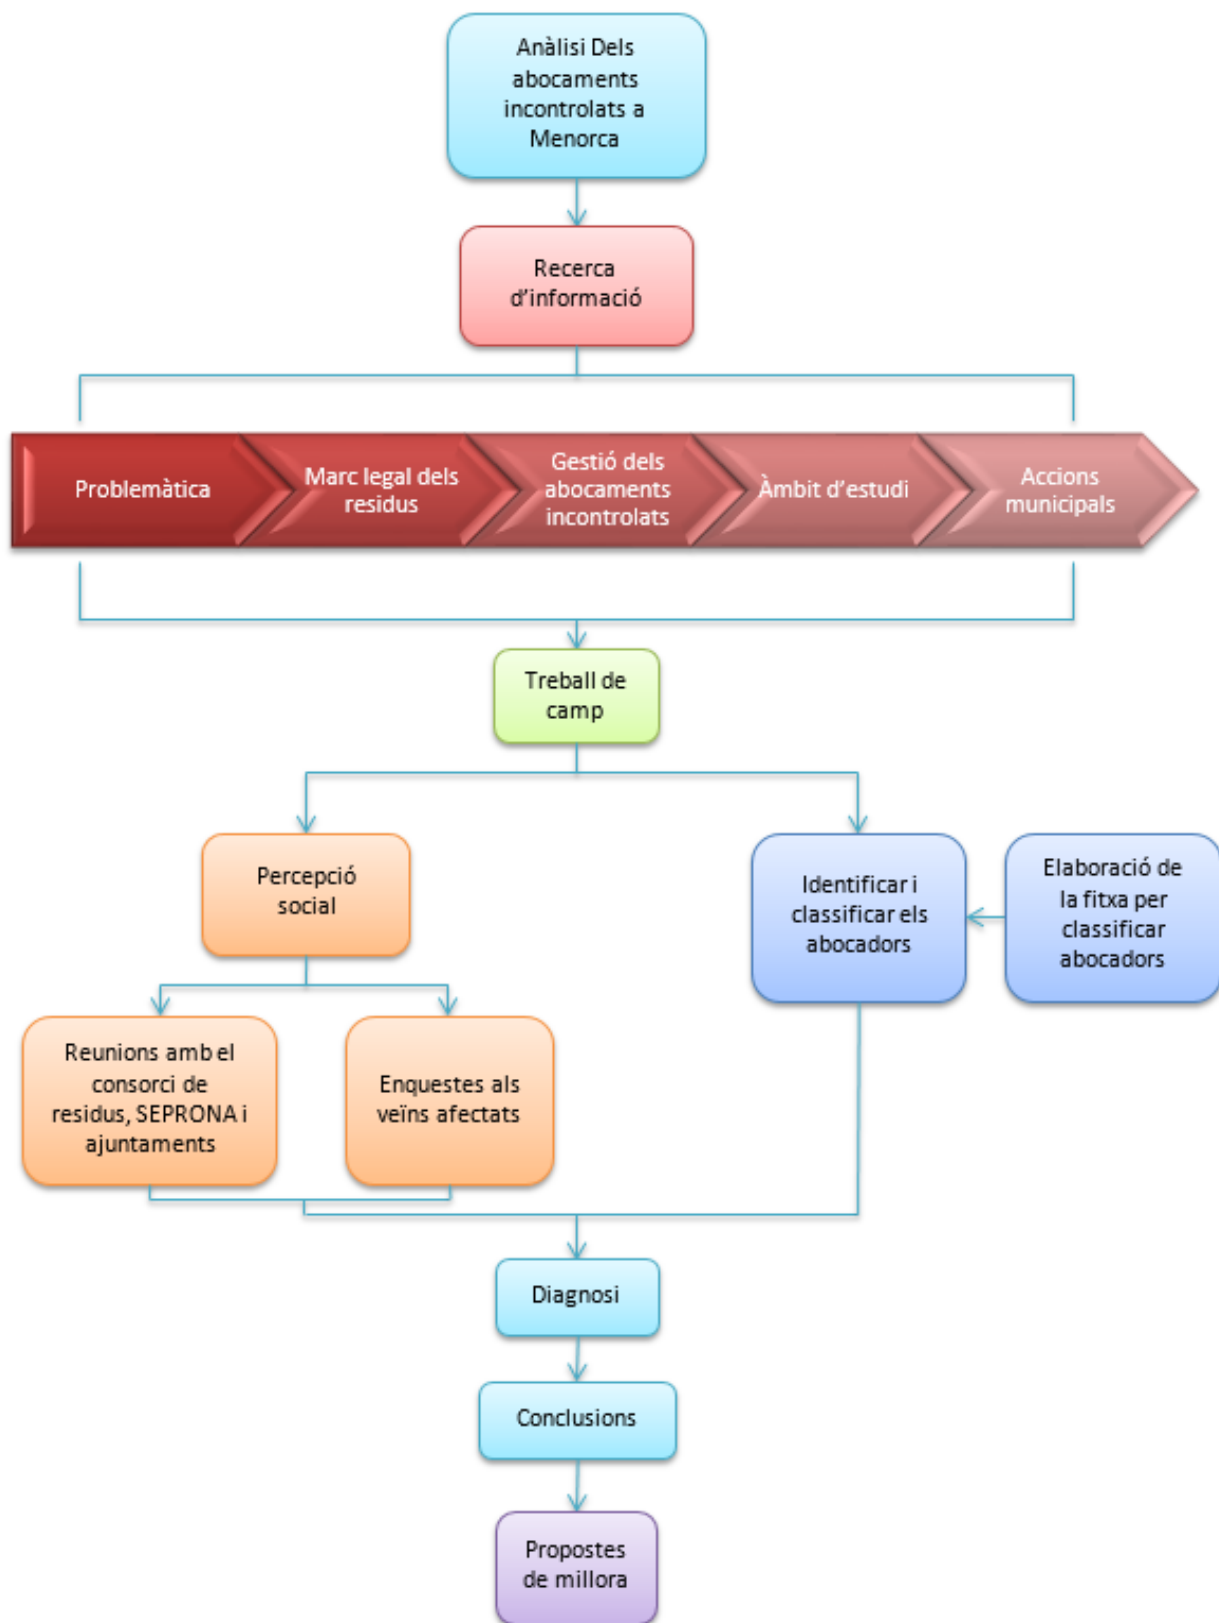 Anàlisi Dels
abocaments
incontrolats a
Menorca
Recerca
d'informació
Problemàtica
Marc legal dels
residus
Gestió dels
abocaments
incontrolats
Àmbit d'estudi
Accions
municipals
Treball de
camp
Percepció
social
Identificar i
classificar els
abocadors
Elaboració de
la fitxa per
classificar
abocadors
Reunions amb el
consorci de
residus, SEPRONA i
ajuntaments
Enquestes als
veïns afectats
Diagnosi
Conclusions
Propostes
de millora